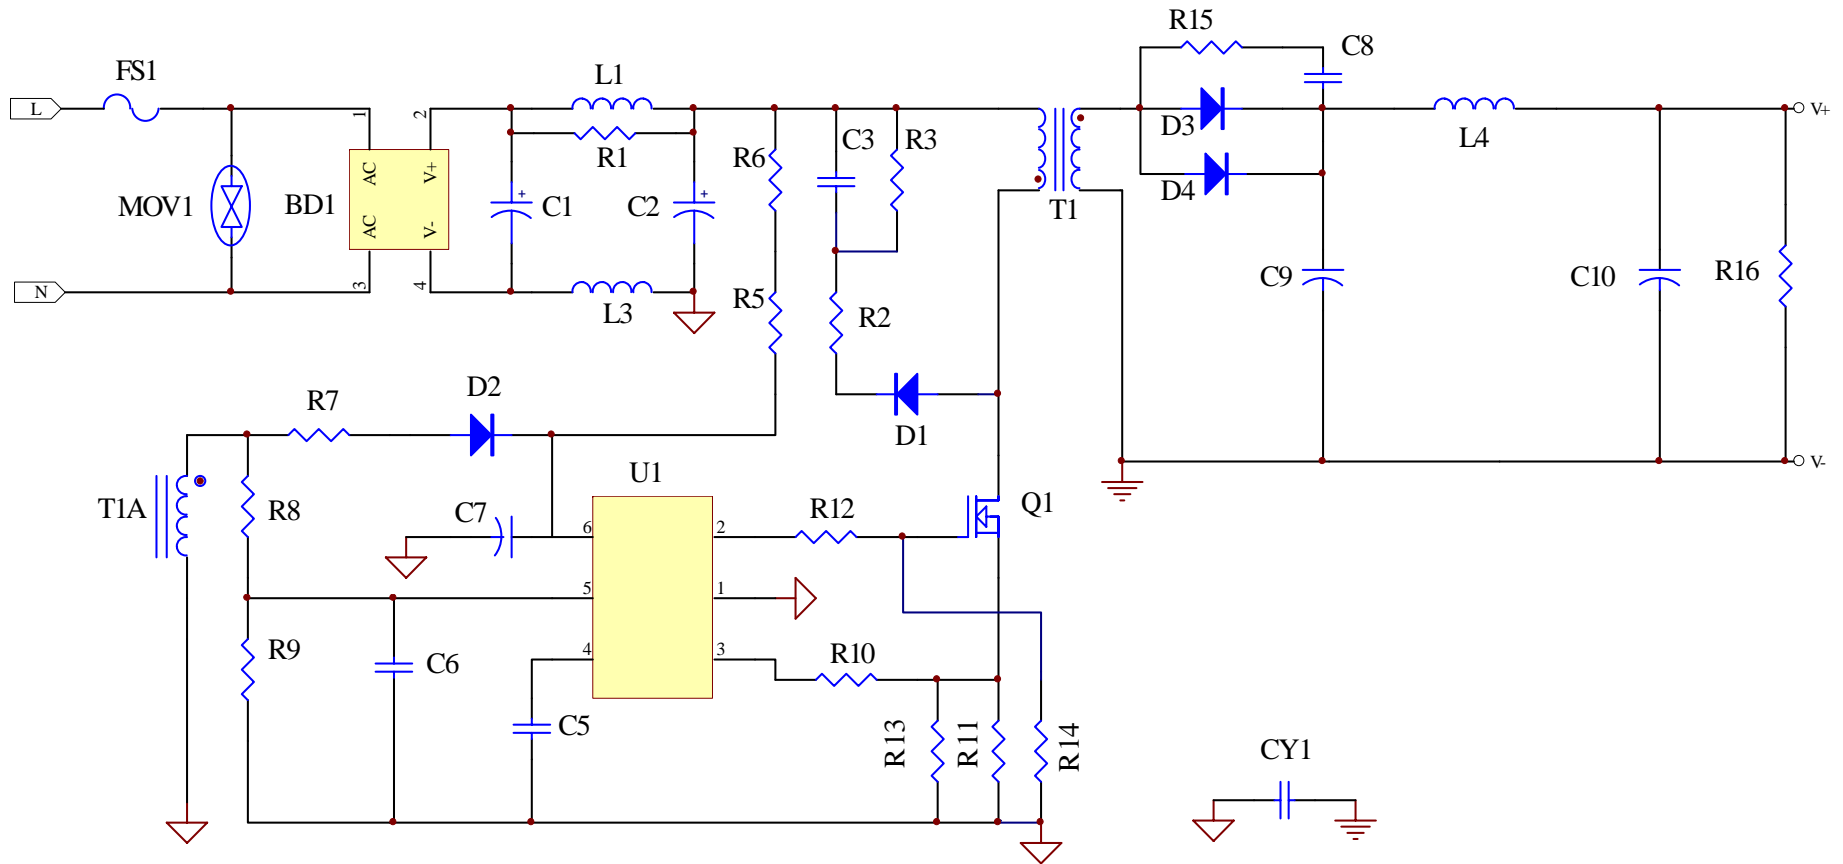 R15
C8
FS1
L1
L
1
2
V+
D3
L4
R1
C3
R3
R6
AC
V+
D4
MOV1
BD1
C1
C2
T1
AC
V-
C9
C10
R16
N
3
4
L3
R5
R2
D2
R7
D1
V-
U1
T1A
R8
C7
6
2
R12
Q1
5
1
R9
C6
4
3
R10
C5
R13
R11
R14
CY1
+
+